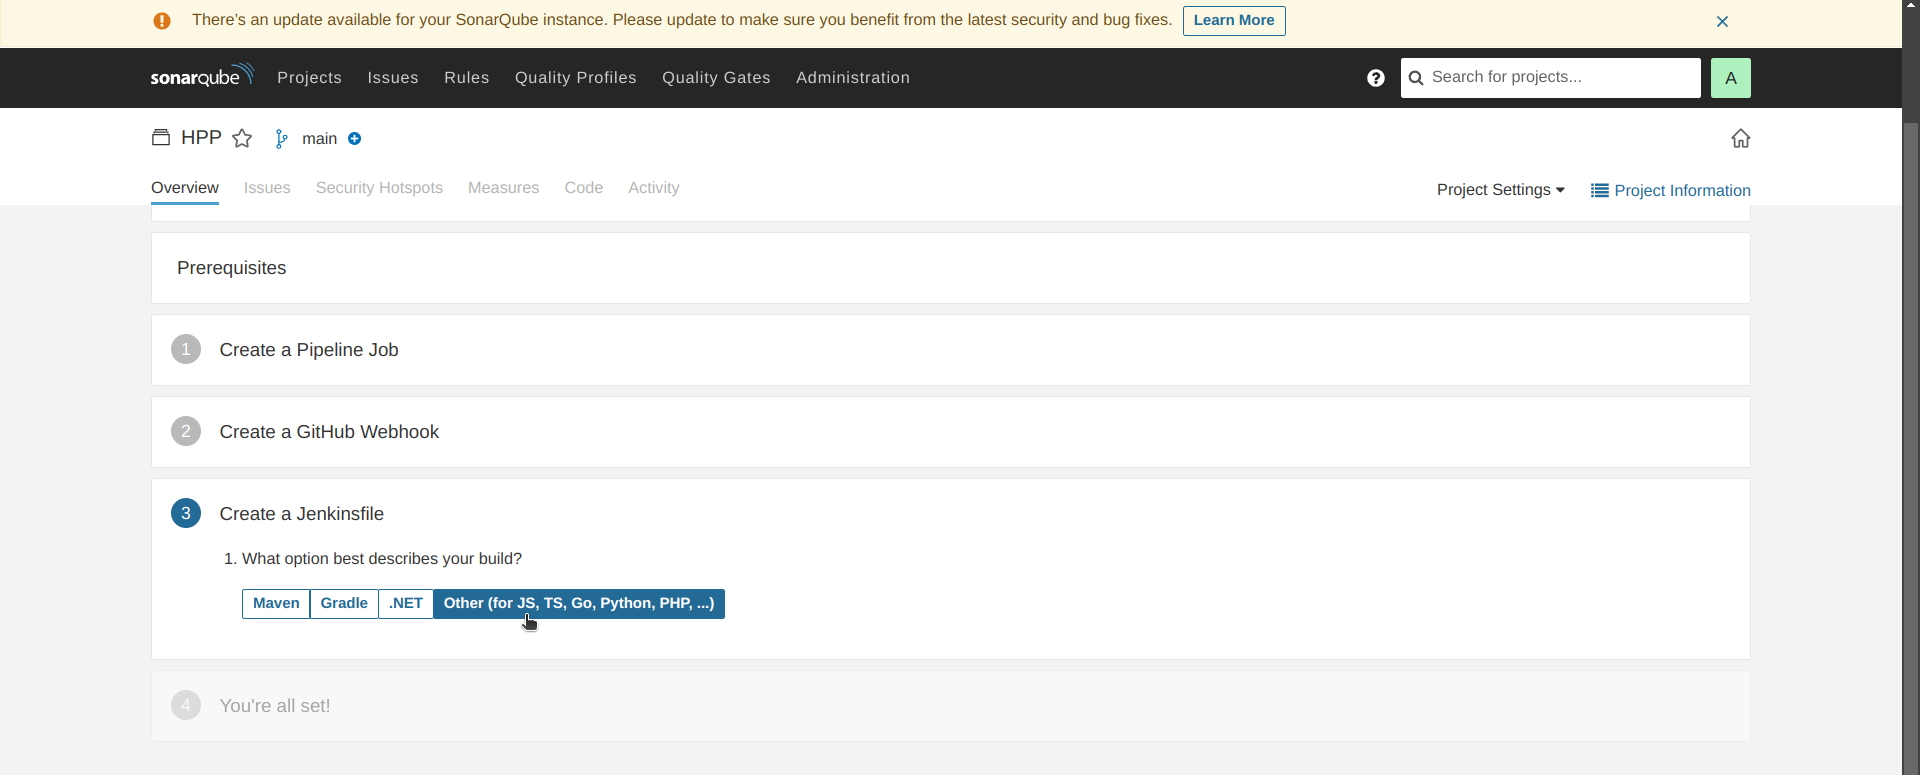 There's an update available for your SonarQube instance. Please update to make sure you benefit from the latest security and bug fixes. Learn More
sonarqube Projects Issues Rules Quality Profiles Quality Gates Administration ? Search for projects... A
HPP main
Overview Issues Security Hotspots Measures Code Activity Project Settings Project Information
Prerequisites
1 Create a Pipeline Job
2 Create a GitHub Webhook
3 Create a Jenkinsfile
1. What option best describes your build?
Maven Gradle .NET Other (for JS, TS, Go, Python, PHP, ...)
4 You're all set!